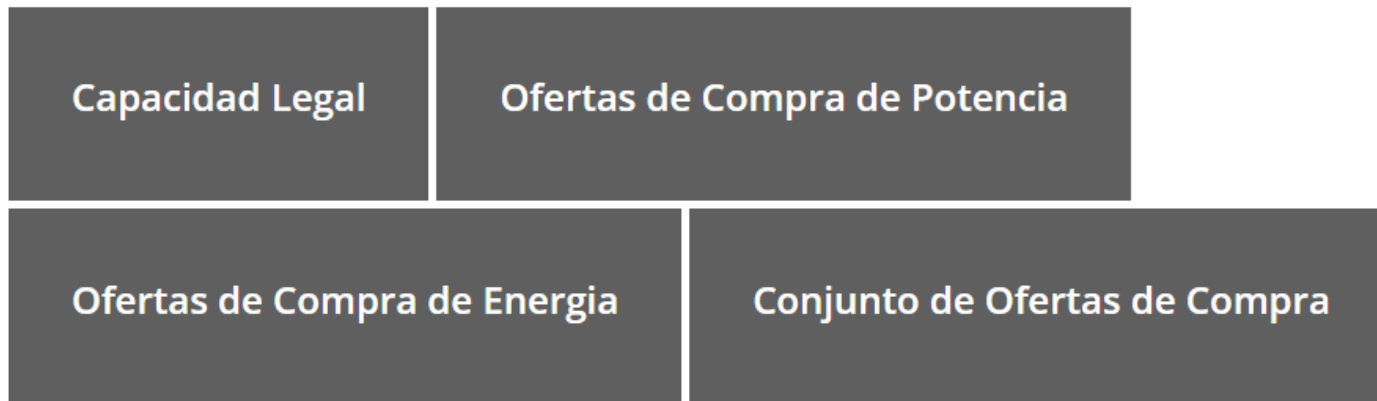 Capacidad Legal
Ofertas de Compra de Potencia
Ofertas de Compra de Energia
Conjunto de Ofertas de Compra